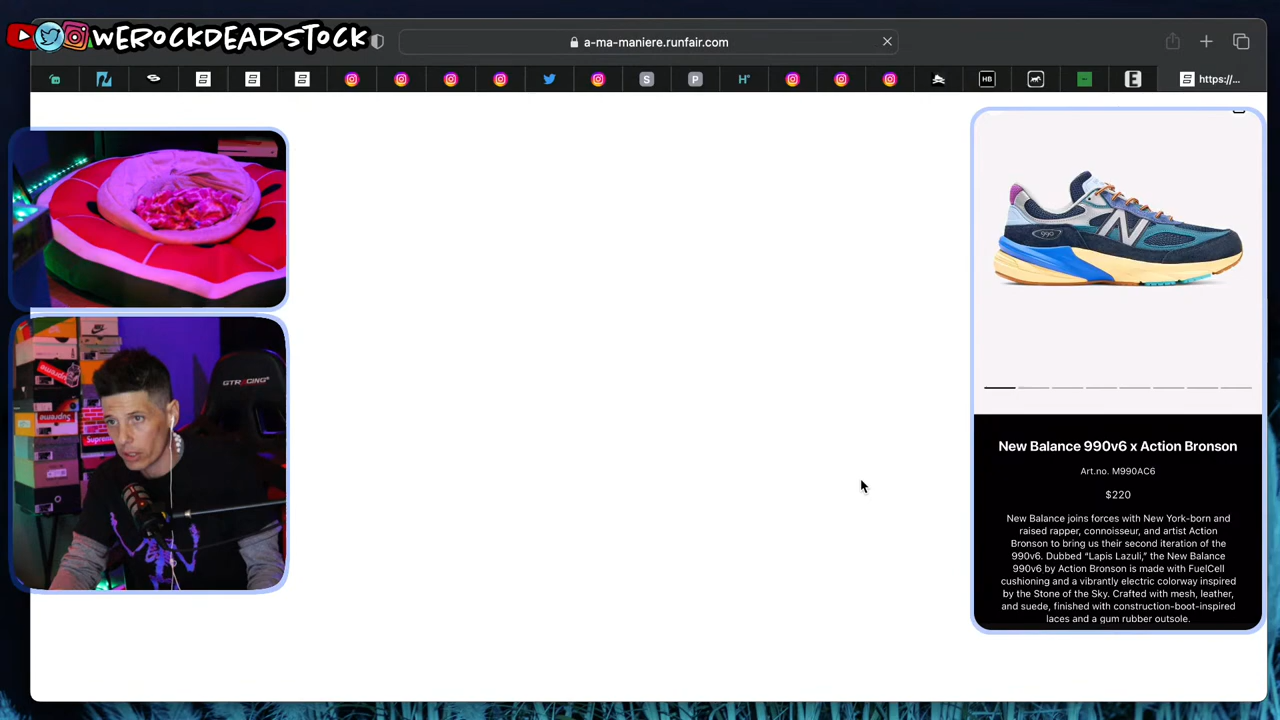 WEROCKDEADSTOCK
a-ma-maniere.runfair.com
S
P
H
HB
E
https://...
GTRACING
Supreme
Supreme
Supreme
990
N
New Balance 990v6 x Action Bronson
Art.no. M990AC6
$220
New Balance joins forces with New York-born and
raised rapper, connoisseur, and artist Action
Bronson to bring us their second iteration of the
990v6. Dubbed “Lapis Lazuli,” the New Balance
990v6 by Action Bronson is made with FuelCell
cushioning and a vibrantly electric colorway inspired
by the Stone of the Sky. Crafted with mesh, leather,
and suede, finished with construction-boot-inspired
laces and a gum rubber outsole.